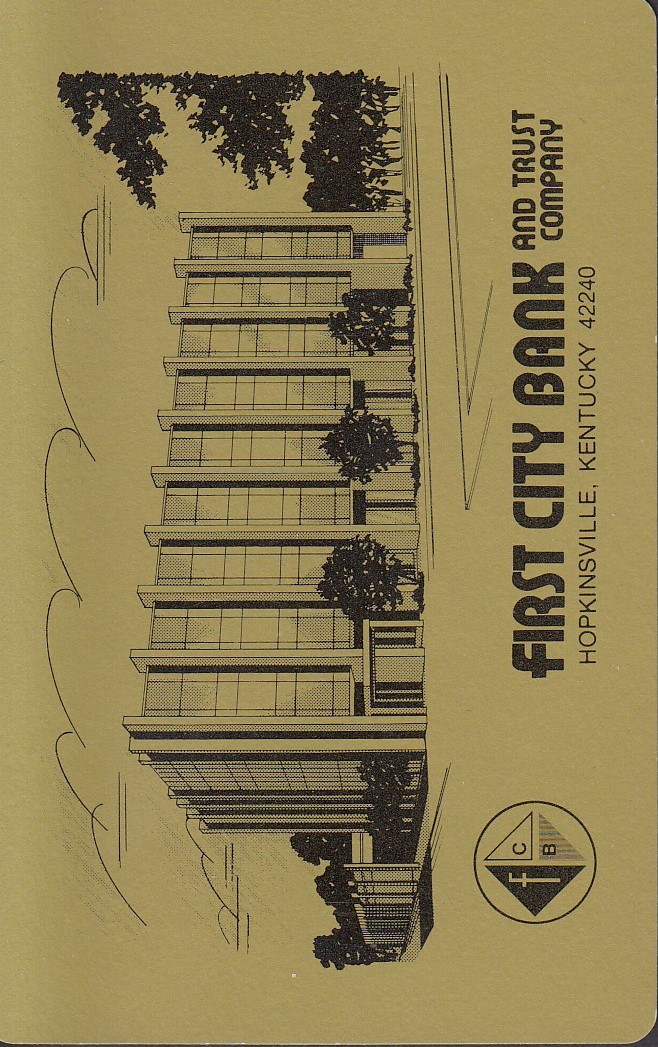 f C B
FIRST CITY BANK AND TRUST
COMPANY
HOPKINSVILLE, KENTUCKY 42240